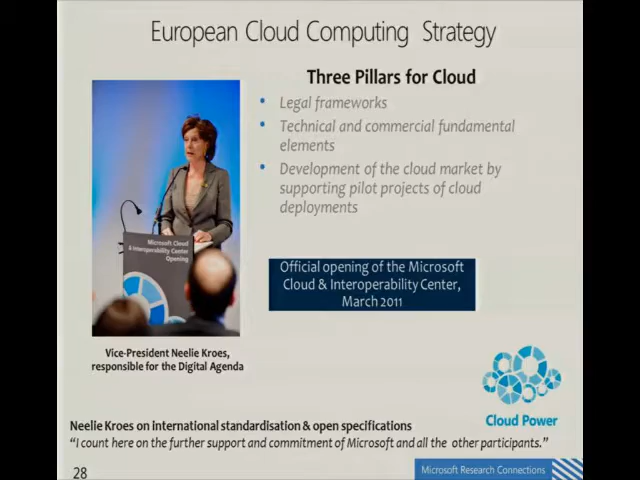 European Cloud Computing Strategy
Three Pillars for Cloud
• Legal frameworks
• Technical and commercial fundamental
elements
• Development of the cloud market by
supporting pilot projects of cloud
deployments
Microsoft Cloud
& Interoperability Center
Opening
Official opening of the Microsoft
Cloud & Interoperability Center,
March 2011
Vice-President Neelie Kroes,
responsible for the Digital Agenda
Cloud Power
Neelie Kroes on international standardisation & open specifications
"I count here on the further support and commitment of Microsoft and all the other participants."
28
Microsoft Research Connections